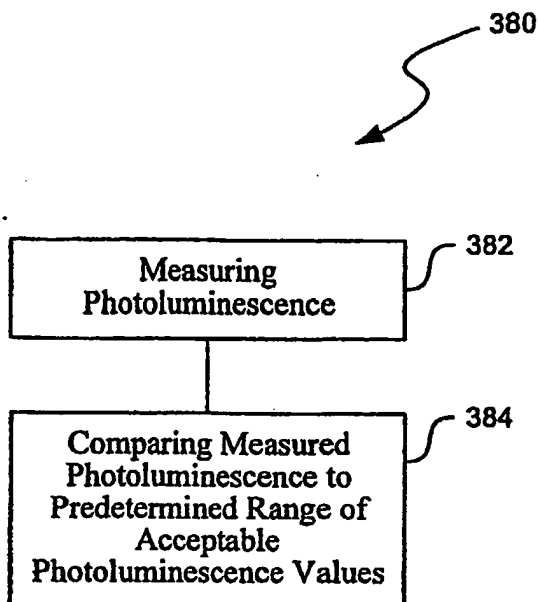 380
382
Measuring
Photoluminescence
384
Comparing Measured
Photoluminescence to
Predetermined Range of
Acceptable
Photoluminescence Values